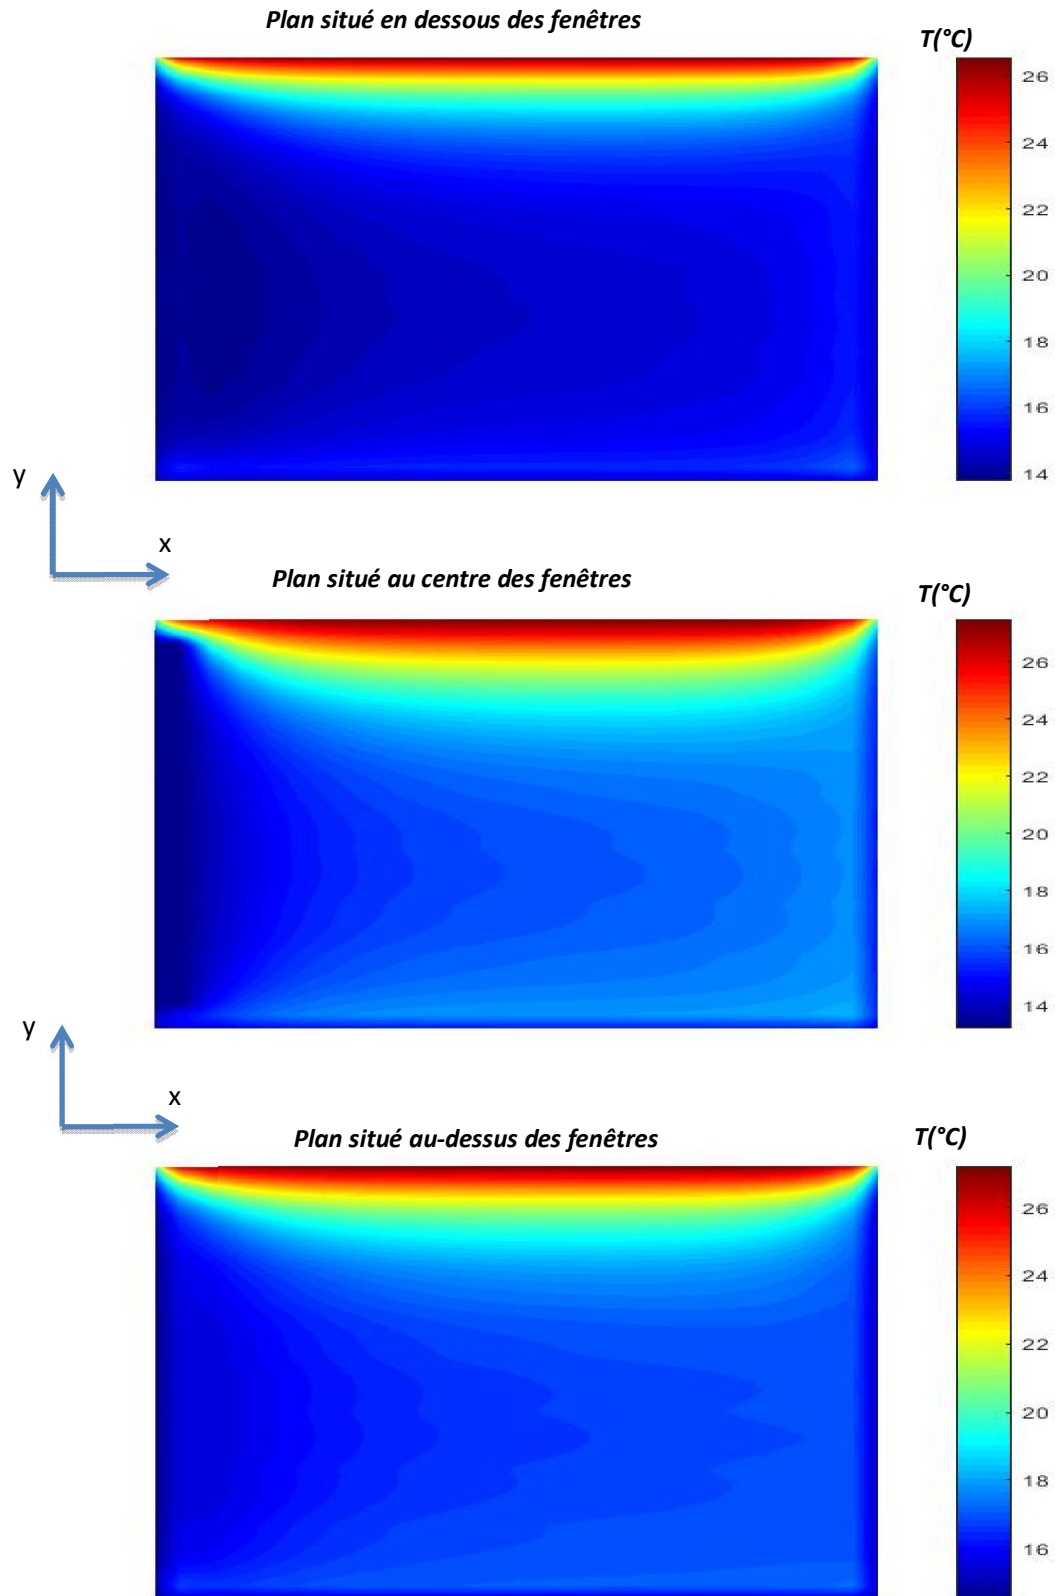 Plan situé en dessous des fenêtres
T(°C)
26
24
22
20
18
16
14
y
x
Plan situé au centre des fenêtres
T(°C)
26
24
22
20
18
16
14
y
x
Plan situé au-dessus des fenêtres
T(°C)
26
24
22
20
18
16